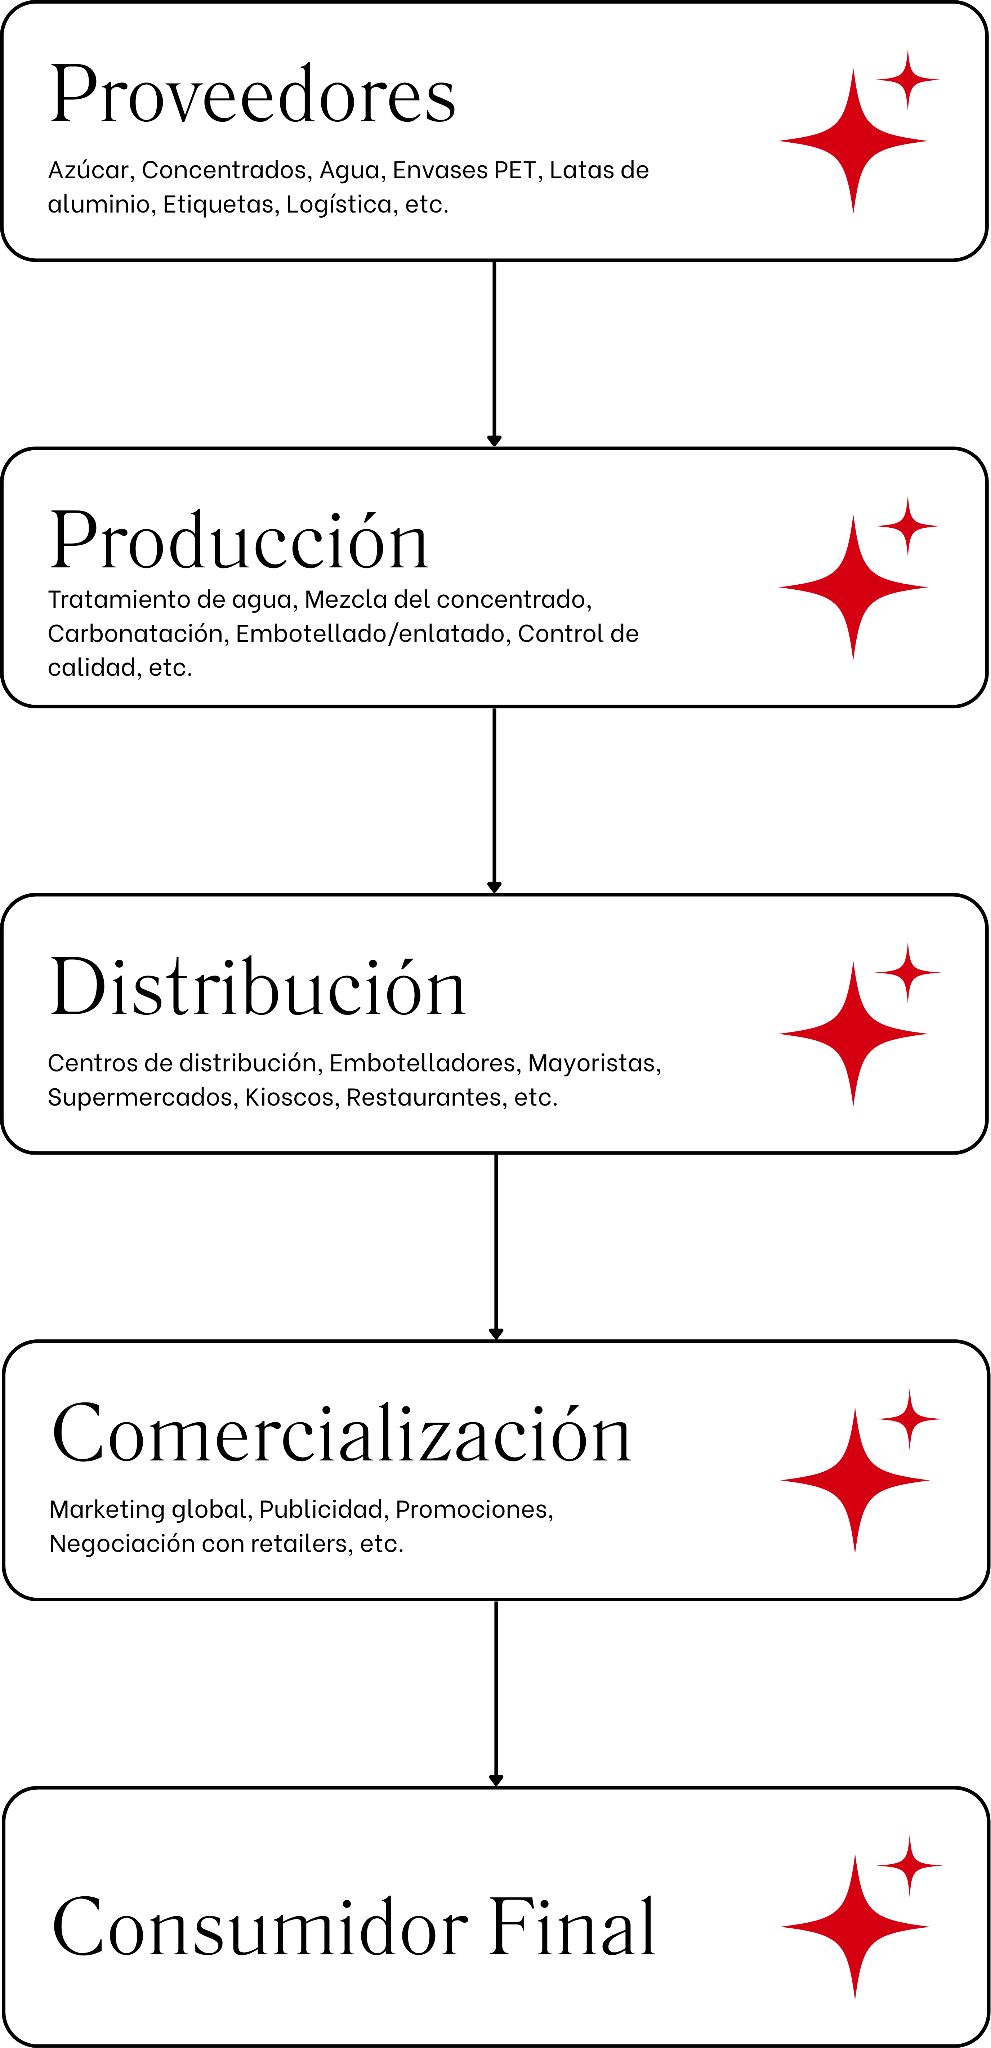 Proveedores
Azúcar, Concentrados, Agua, Envases PET, Latas de
aluminio, Etiquetas, Logística, etc.
Producción
Tratamiento de agua, Mezcla del concentrado,
Carbonatación, Embotellado/enlatado, Control de
calidad, etc.
Distribución
Centros de distribución, Embotelladores, Mayoristas,
Supermercados, Kioscos, Restaurantes, etc.
Comercialización
Marketing global, Publicidad, Promociones,
Negociación con retailers, etc.
Consumidor Final